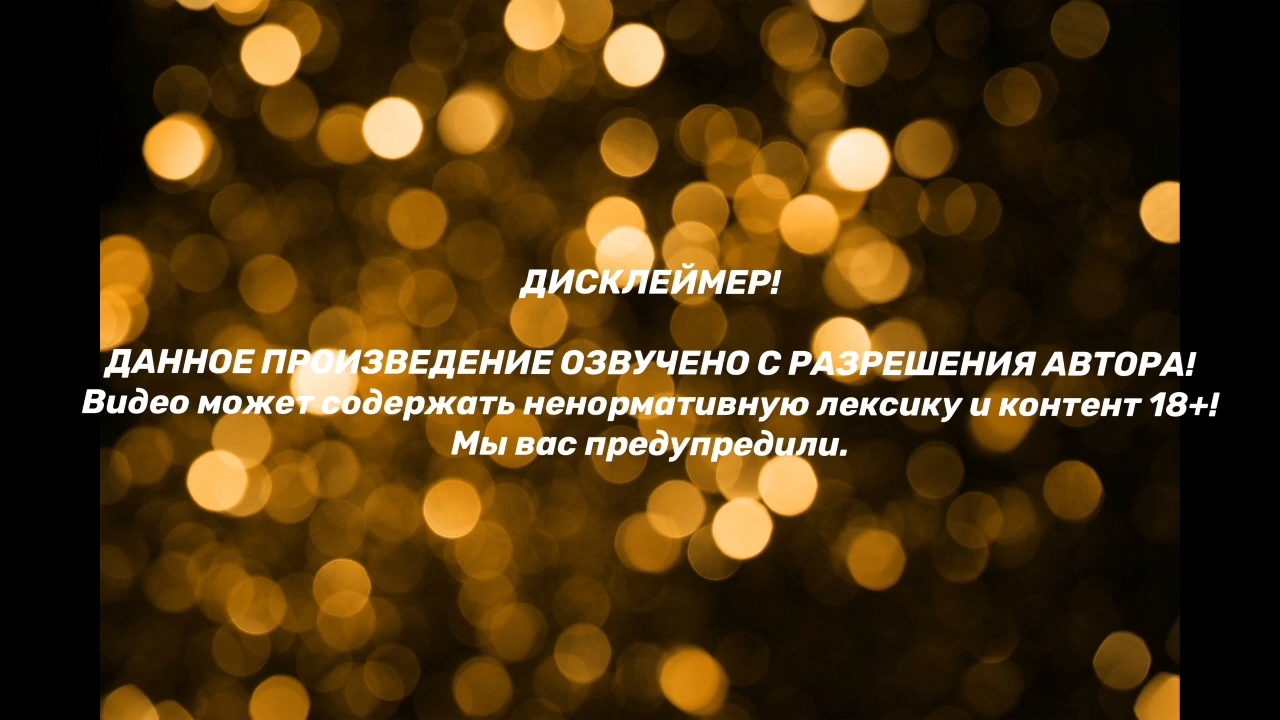 ДИСКЛЕЙМЕР!
ДАННОЕ ПРОИЗВЕДЕНИЕ ОЗВУЧЕНО С РАЗРЕШЕНИЯ АВТОРА!
Видео может содержать ненормативную лексику и контент 18+!
Мы вас предупредили.